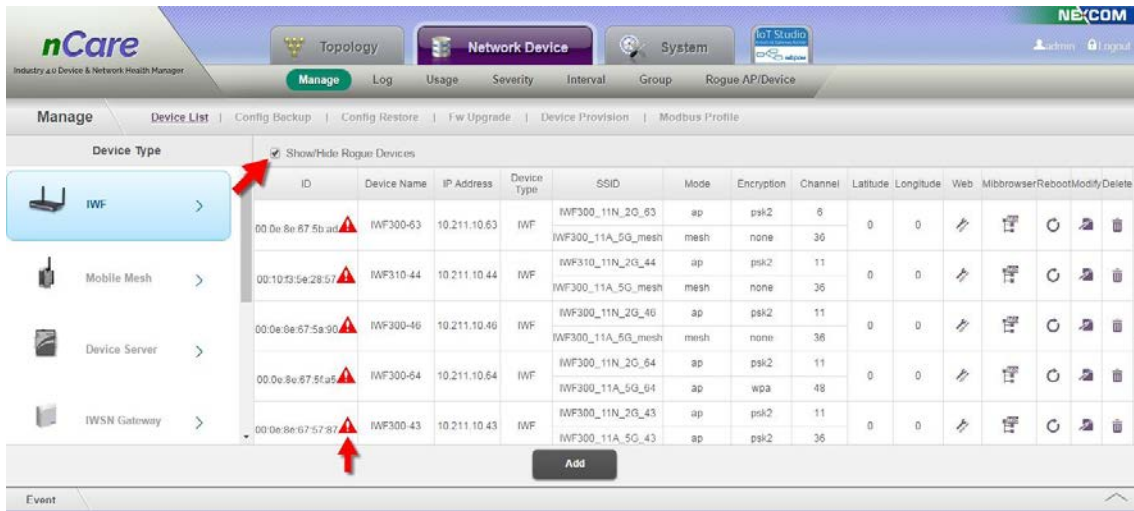 NEXCOM
nCare
Industry 4.0 Device & Network Health Manager
Topology
Network Device
System
IoT Studio
admin Logout
Manage Log Usage Severity Interval Group Rogue AP/Device
Manage
Device List | Config Backup | Config Restore | Fw Upgrade | Device Provision | Modbus Profile
Device Type
Show/Hide Rogue Devices
ID Device Name IP Address Device Type SSID Mode Encryption Channel Latitude Longitude Web Mibbrowser Reboot Modify Delete
IWF
Mobile Mesh
Device Server
IWSN Gateway
00:0e:8e:67:5b:ad IWF300-63 10.211.10.63 IWF IWF300_11N_2G_63 ap psk2 6 0 0
IWF300_11A_5G_mesh mesh none 36
00:10:f3:5e:28:57 IWF310-44 10.211.10.44 IWF IWF310_11N_2G_44 ap psk2 11 0 0
IWF300_11A_5G_mesh mesh none 36
00:0e:8e:67:5a:90 IWF300-46 10.211.10.46 IWF IWF300_11N_2G_46 ap psk2 11 0 0
IWF300_11A_5G_mesh mesh none 36
00:0e:8e:67:5f:a5 IWF300-64 10.211.10.64 IWF IWF300_11N_2G_64 ap psk2 11 0 0
IWF300_11A_5G_64 ap wpa 48
00:0e:8e:67:57:87 IWF300-43 10.211.10.43 IWF IWF300_11N_2G_43 ap psk2 11 0 0
IWF300_11A_5G_43 ap psk2 36
Add
Event